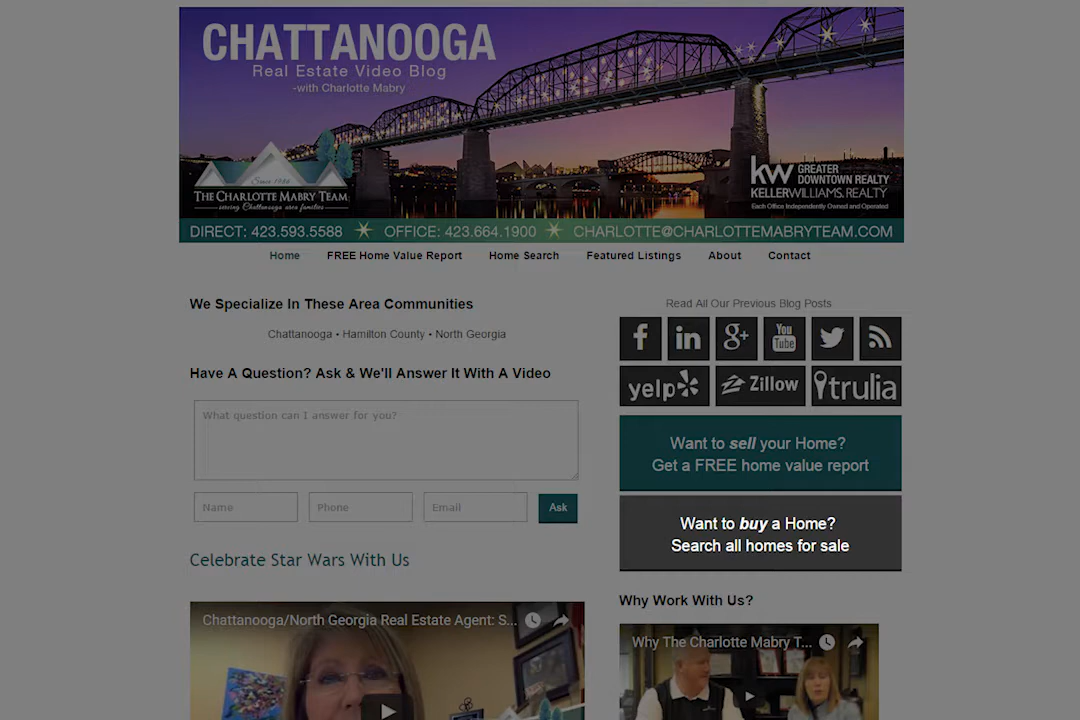 CHATTANOOGA
Real Estate Video Blog
-with Charlotte Mabry
Since 1986
THE CHARLOTTE MABRY TEAM
serving Chattanooga area families
kw GREATER DOWNTOWN REALTY
KELLERWILLIAMS. REALTY
Each Office Independently Owned and Operated
DIRECT: 423.593.5588 OFFICE: 423.664.1900 CHARLOTTE@CHARLOTTEMABRYTEAM.COM
Home FREE Home Value Report Home Search Featured Listings About Contact
We Specialize In These Area Communities
Chattanooga • Hamilton County • North Georgia
Have A Question? Ask & We'll Answer It With A Video
What question can I answer for you?
Name Phone Email Ask
Celebrate Star Wars With Us
Chattanooga/North Georgia Real Estate Agent: S...
Read All Our Previous Blog Posts
f in g+ You Tube
yelp Zillow trulia
Want to sell your Home?
Get a FREE home value report
Want to buy a Home?
Search all homes for sale
Why Work With Us?
Why The Charlotte Mabry T...